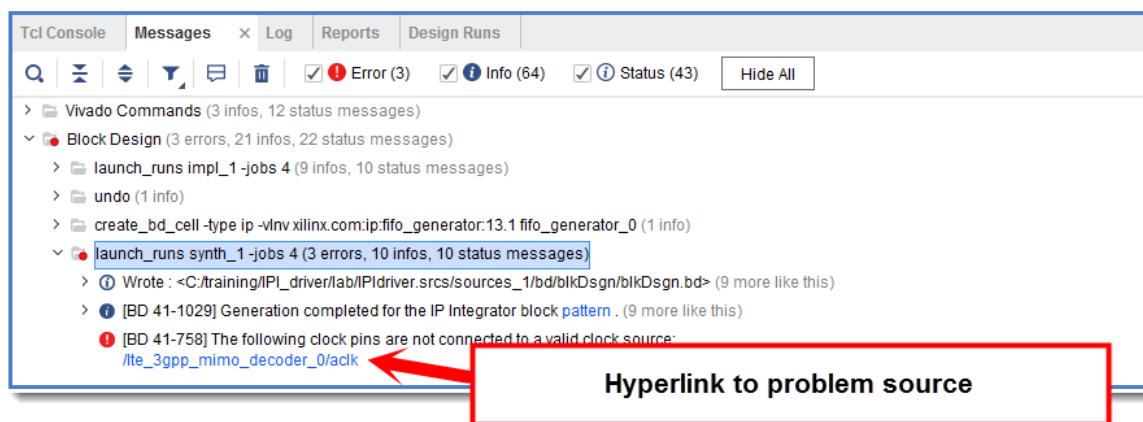 Tcl Console Messages × Log Reports Design Runs
Error (3) Info (64) Status (43) Hide All
Vivado Commands (3 infos, 12 status messages)
Block Design (3 errors, 21 infos, 22 status messages)
launch_runs impl_1 -jobs 4 (9 infos, 10 status messages)
undo (1 info)
create_bd_cell -type ip -vlnv xilinx.com:ip:fifo_generator:13.1 fifo_generator_0 (1 info)
launch_runs synth_1 -jobs 4 (3 errors, 10 infos, 10 status messages)
Wrote : <C:/training/IPI_driver/lab/IPIdriver.srcs/sources_1/bd/blkDsgn/blkDsgn.bd> (9 more like this)
[BD 41-1029] Generation completed for the IP Integrator block pattern . (9 more like this)
[BD 41-758] The following clock pins are not connected to a valid clock source:
/lte_3gpp_mimo_decoder_0/aclk
Hyperlink to problem source